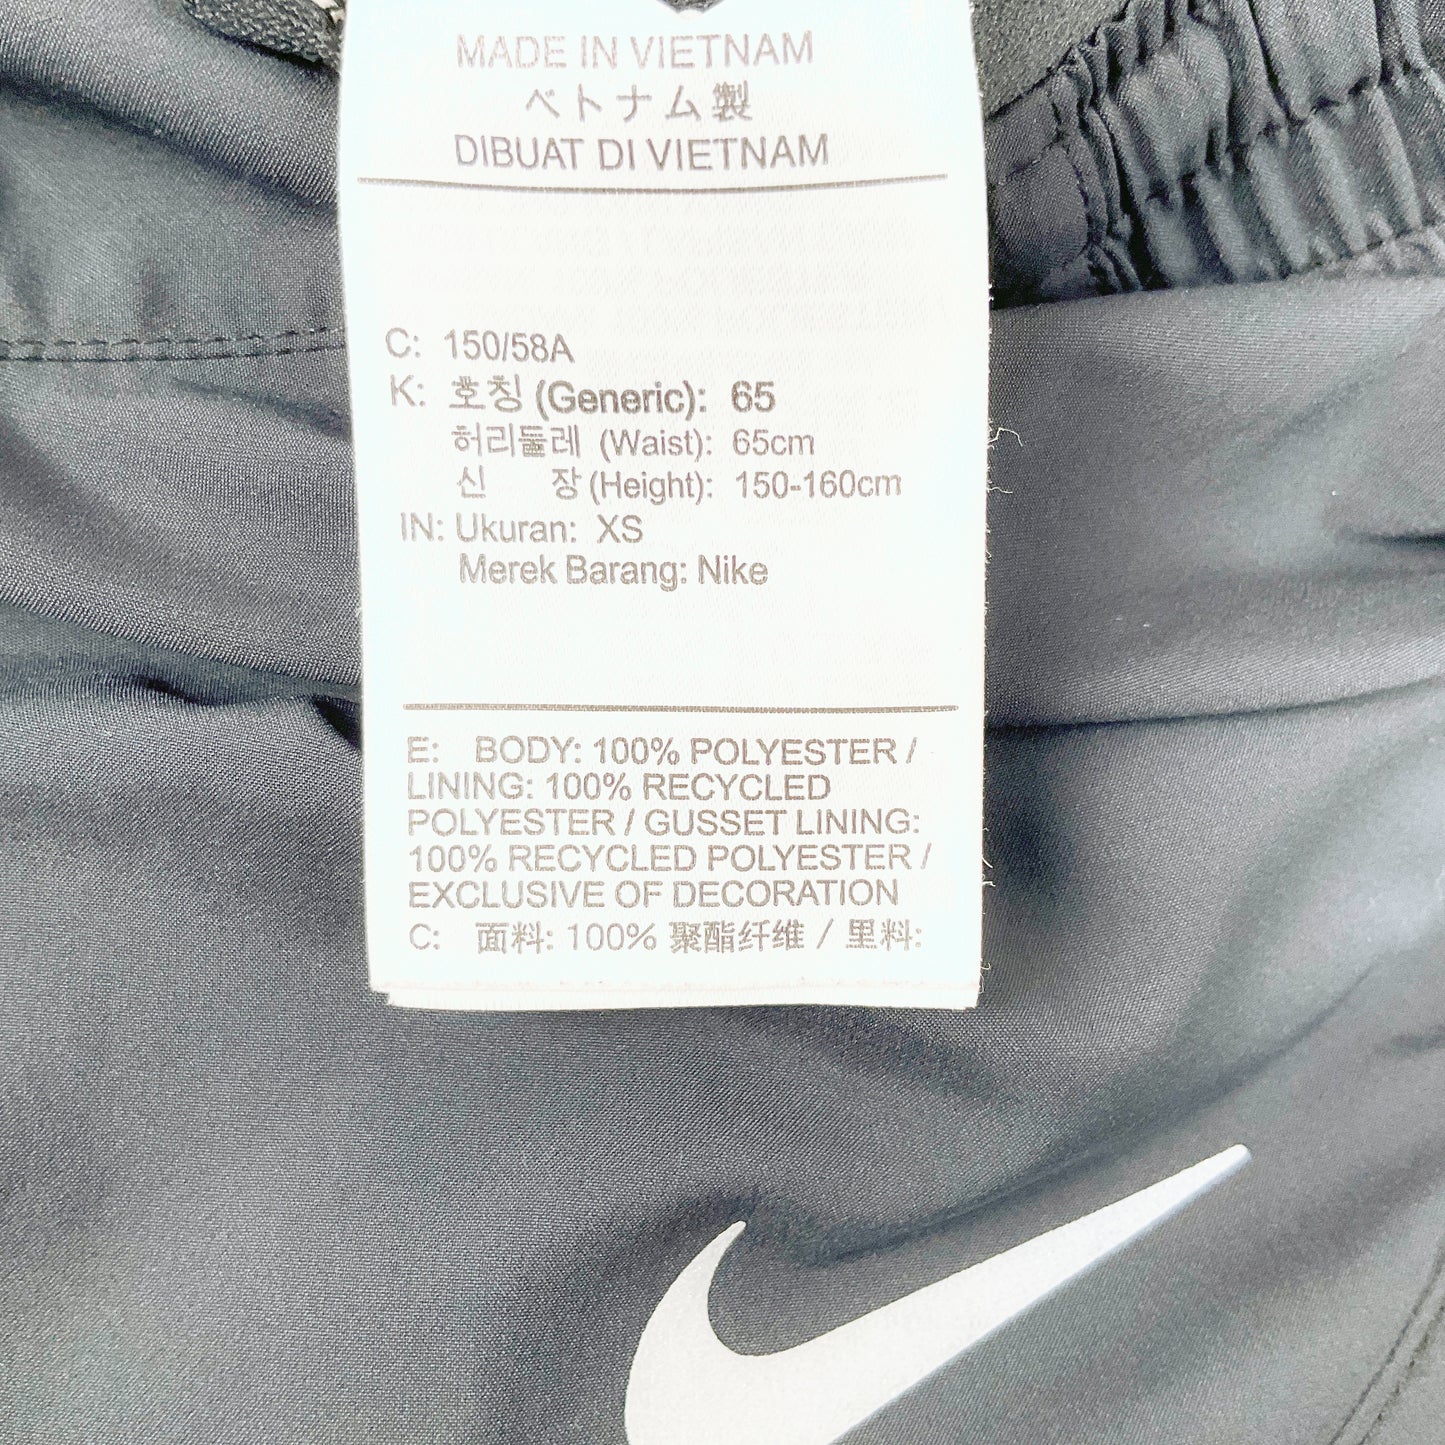 MADE IN VIETNAM
ベトナム製
DIBUAT DI VIETNAM
C: 150/58A
K: 호칭 (Generic): 65
허리둘레 (Waist): 65cm
신 장 (Height): 150-160cm
IN: Ukuran: XS
Merek Barang: Nike
E: BODY: 100% POLYESTER /
LINING: 100% RECYCLED
POLYESTER / GUSSET LINING:
100% RECYCLED POLYESTER /
EXCLUSIVE OF DECORATION
C: 面料: 100% 聚酯纤维 / 里料: